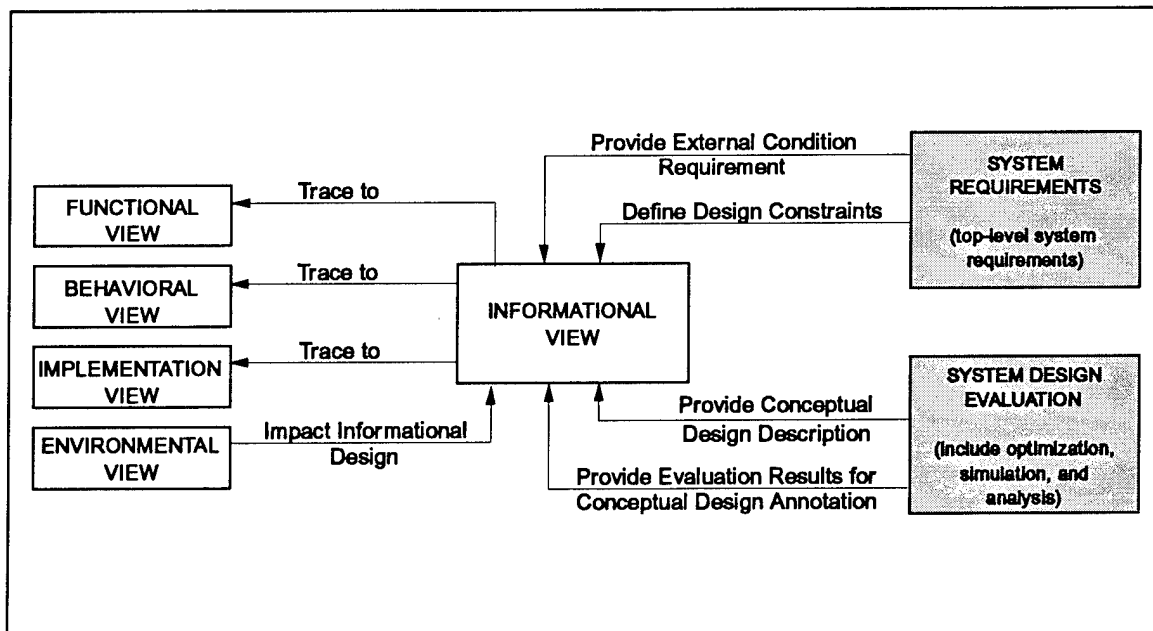 Provide External Condition
Requirement
SYSTEM
REQUIREMENTS
(top-level system
requirements)
Define Design Constraints
FUNCTIONAL
VIEW
Trace to
BEHAVIORAL
VIEW
Trace to
IMPLEMENTATION
VIEW
Trace to
ENVIRONMENTAL
VIEW
Impact Informational
Design
INFORMATIONAL
VIEW
SYSTEM DESIGN
EVALUATION
(include optimization,
simulation, and
analysis)
Provide Conceptual
Design Description
Provide Evaluation Results for
Conceptual Design Annotation